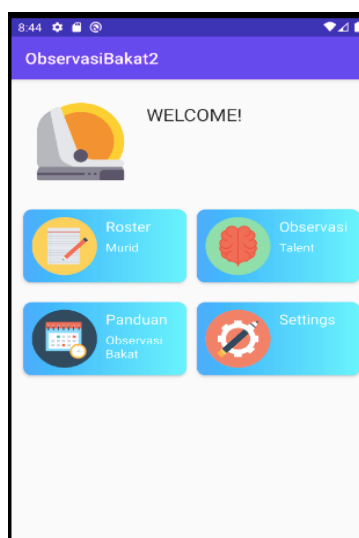 8:44
ObservasiBakat2
WELCOME!
Roster
Murid
Observasi
Talent
Panduan
Observasi
Bakat
Settings